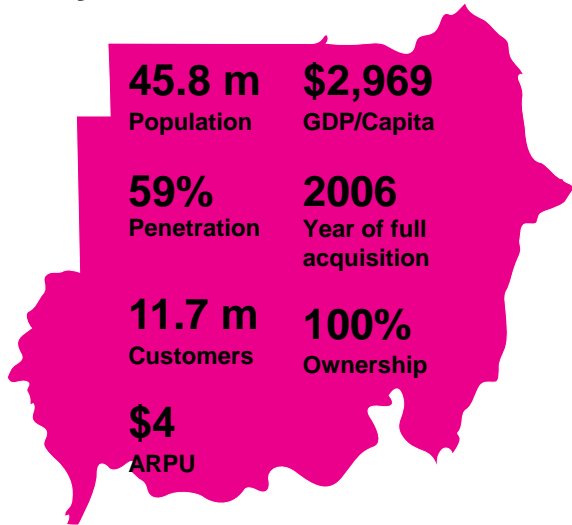 45.8 m
Population
$2,969
GDP/Capita
59%
Penetration
2006
Year of full
acquisition
11.7 m
Customers
100%
Ownership
$4
ARPU